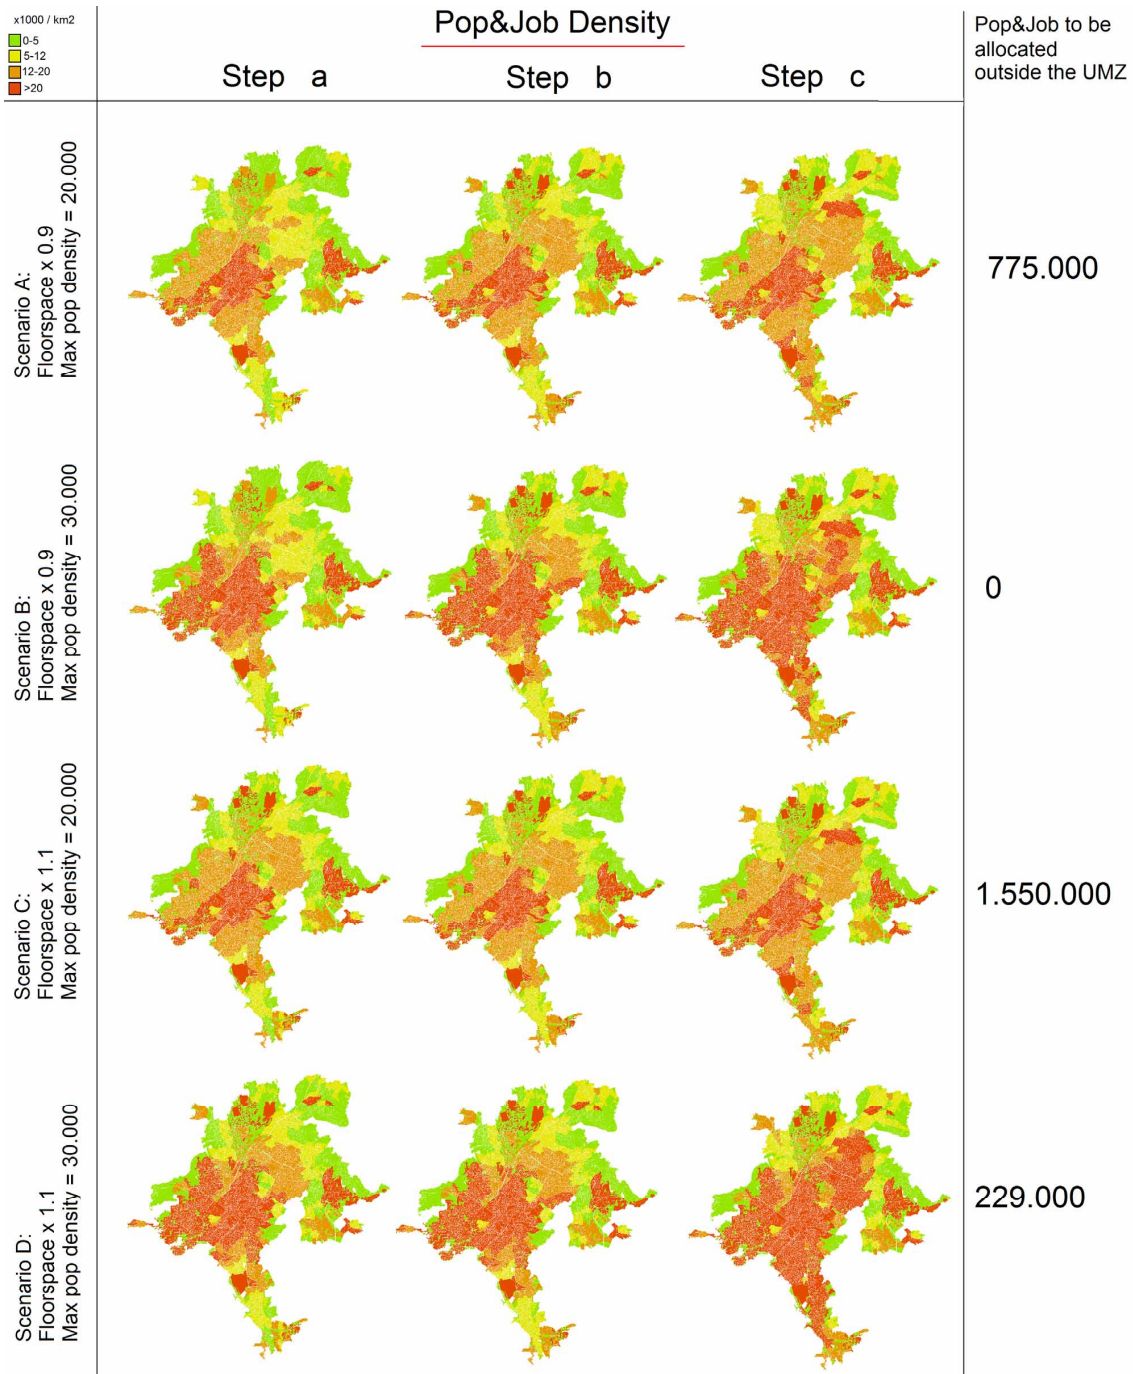 x1000 / km2
0-5
5-12
12-20
>20
Pop&Job Density
Step a
Step b
Step c
Pop&Job to be
allocated
outside the UMZ
Scenario A:
Floorspace x 0.9
Max pop density = 20.000
775.000
Scenario B:
Floorspace x 0.9
Max pop density = 30.000
0
Scenario C:
Floorspace x 1.1
Max pop density = 20.000
1.550.000
Scenario D:
Floorspace x 1.1
Max pop density = 30.000
229.000